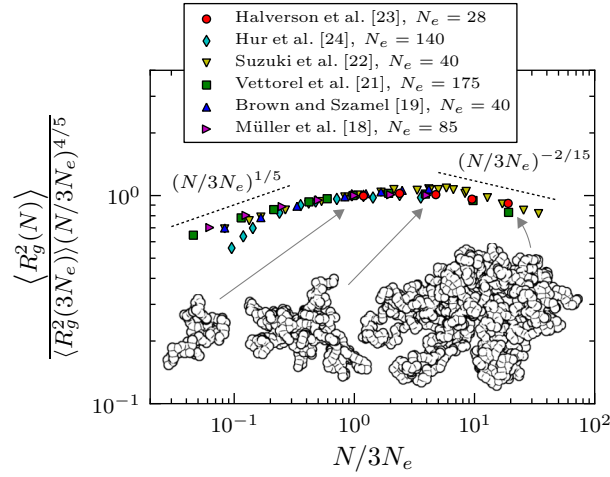 Halverson et al. [23], N_e = 28
Hur et al. [24], N_e = 140
Suzuki et al. [22], N_e = 40
Vettorel et al. [21], N_e = 175
Brown and Szamel [19], N_e = 40
Müller et al. [18], N_e = 85
⟨R_g^2(N)⟩
⟨R_g^2(3N_e)⟩(N/3N_e)^{4/5}
(N/3N_e)^{1/5}
(N/3N_e)^{−2/15}
10^0
10^{−1}
10^{−1} 10^0 10^1 10^2
N/3N_e